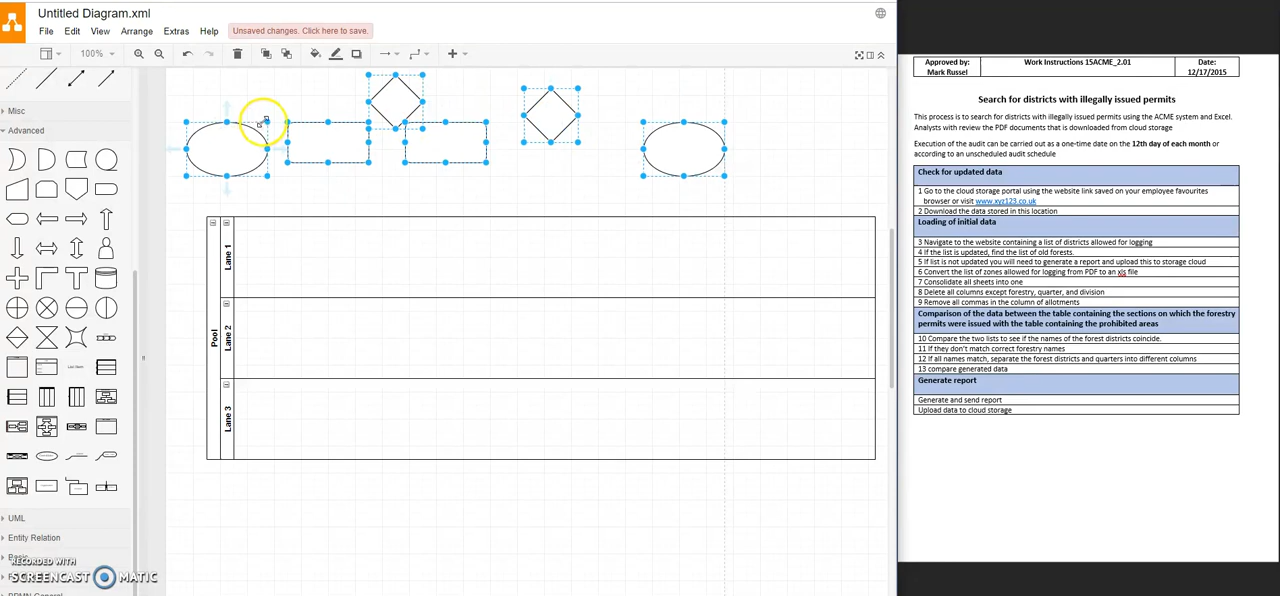 Untitled Diagram.xml
File Edit View Arrange Extras Help Unsaved changes. Click here to save.
100%
Misc
Advanced
List Item
UML
Entity Relation
RECORDED WITH
SCREENCAST MATIC
Pool
Lane 1
Lane 2
Lane 3
Approved by:
Mark Russel
Work Instructions 15ACME_2.01
Date:
12/17/2015
Search for districts with illegally issued permits
This process is to search for districts with illegally issued permits using the ACME system and Excel.
Analysts with review the PDF documents that is downloaded from cloud storage
Execution of the audit can be carried out as a one-time date on the 12th day of each month or
according to an unscheduled audit schedule
Check for updated data
1 Go to the cloud storage portal using the website link saved on your employee favourites
browser or visit www.xyz123.co.uk
2 Download the data stored in this location
Loading of initial data
3 Navigate to the website containing a list of districts allowed for logging
4 If the list is updated, find the list of old forests.
5 If list is not updated you will need to generate a report and upload this to storage cloud
6 Convert the list of zones allowed for logging from PDF to an xls file
7 Consolidate all sheets into one
8 Delete all columns except forestry, quarter, and division
9 Remove all commas in the column of allotments
Comparison of the data between the table containing the sections on which the forestry
permits were issued with the table containing the prohibited areas
10 Compare the two lists to see if the names of the forest districts coincide.
11 If they don't match correct forestry names
12 If all names match, separate the forest districts and quarters into different columns
13 compare generated data
Generate report
Generate and send report
Upload data to cloud storage